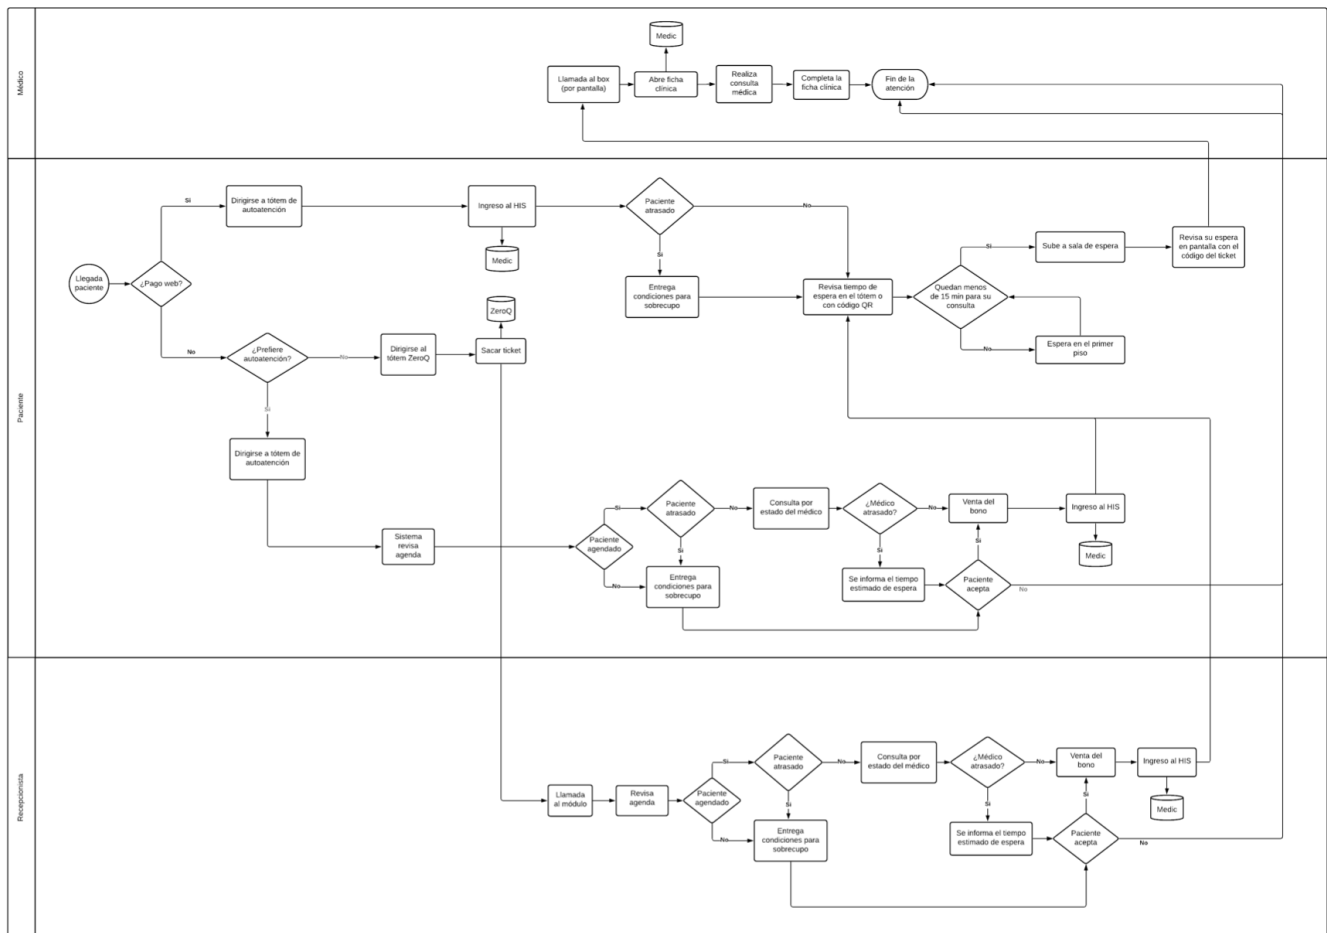 Médico
Medic
Llamada al box
(por pantalla)
Abre ficha
clínica
Realiza
consulta
médica
Completa la
ficha clínica
Fin de la
atención
Paciente
Llegada
paciente
¿Pago web?
Si
Dirigirse a tótem de
autoatención
Ingreso al HIS
Medic
Paciente
atrasado
No
Si
Entrega
condiciones para
sobrecupo
Revisa tiempo de
espera en el tótem o
con código QR
Quedan menos
de 15 min para su
consulta
Si
Sube a sala de espera
Revisa su espera
en pantalla con el
código del ticket
No
Espera en el primer
piso
No
¿Prefiere
autoatención?
No
Dirigirse al
tótem ZeroQ
Sacar ticket
ZeroQ
Si
Dirigirse a tótem de
autoatención
Sistema
revisa
agenda
Paciente
agendado
Si
Paciente
atrasado
No
Consulta por
estado del médico
¿Médico
atrasado?
No
Venta del
bono
Ingreso al HIS
Medic
No
Si
Entrega
condiciones para
sobrecupo
Si
Se informa el tiempo
estimado de espera
Si
Paciente
acepta
No
Recepcionista
Llamada
al módulo
Revisa
agenda
Paciente
agendado
Si
Paciente
atrasado
No
Consulta por
estado del médico
¿Médico
atrasado?
No
Venta del
bono
Ingreso al HIS
Medic
No
Si
Entrega
condiciones para
sobrecupo
Si
Se informa el tiempo
estimado de espera
Si
Paciente
acepta
No